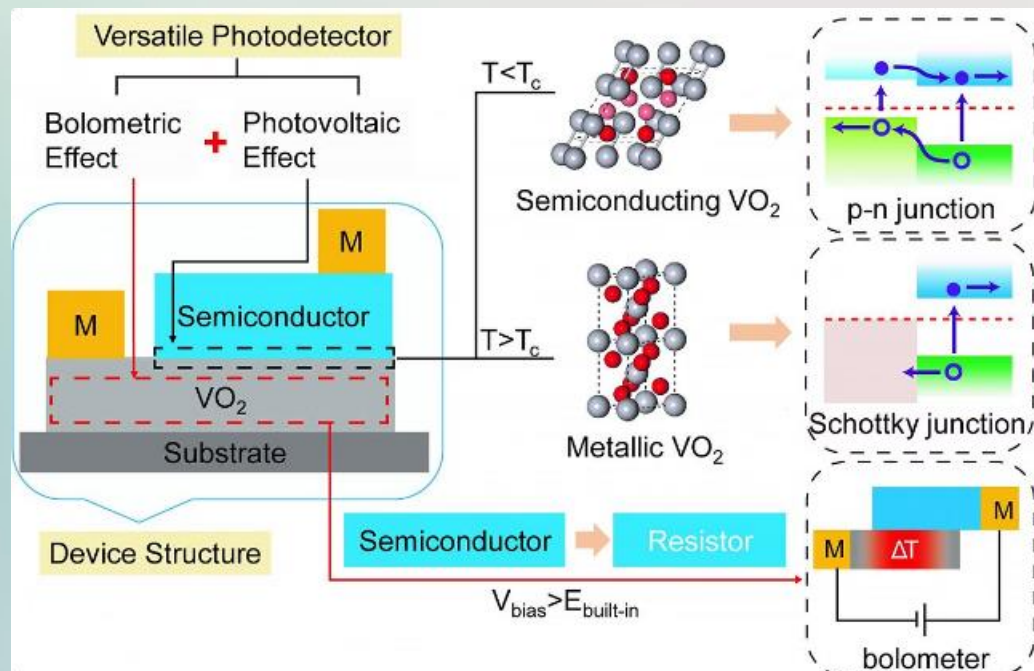 Versatile Photodetector
Bolometric
Effect
+
Photovoltaic
Effect
M
M
Semiconductor
VO₂
Substrate
Device Structure
T<Tc
T>Tc
Semiconducting VO₂
Metallic VO₂
p-n junction
Schottky junction
Semiconductor
Resistor
Vbias>Ebuilt-in
M
M
ΔT
bolometer